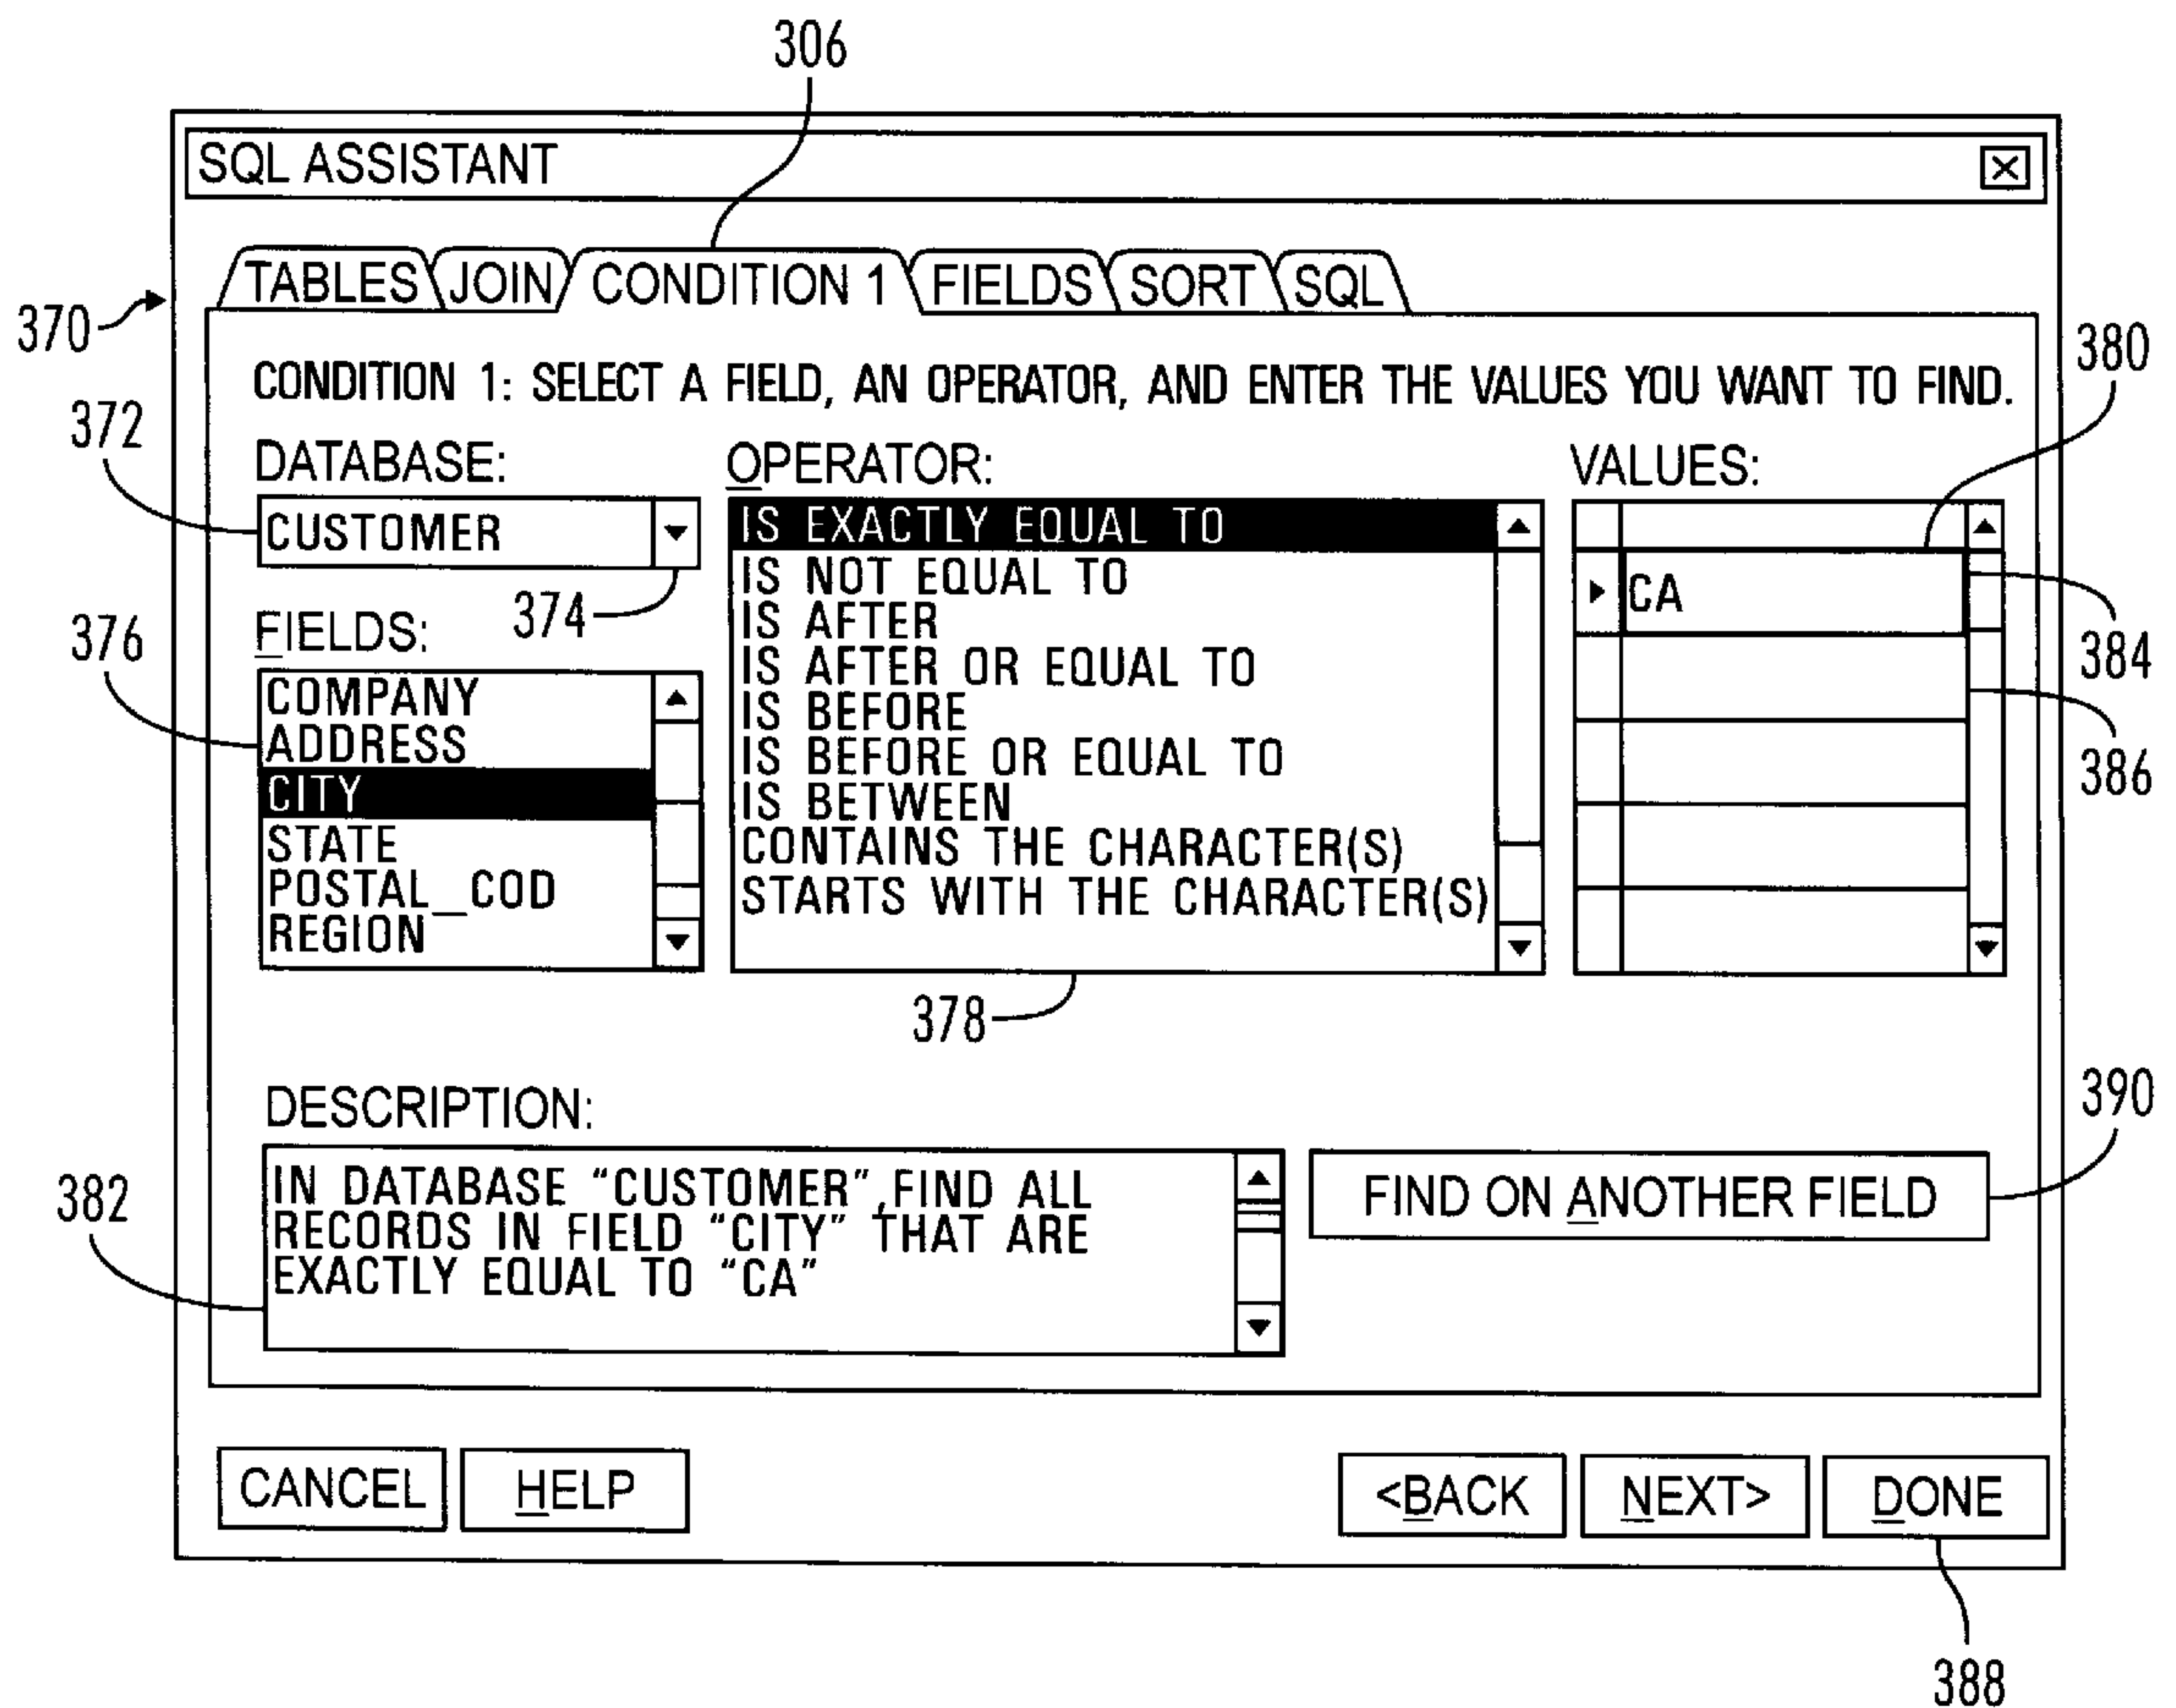 306
SQL ASSISTANT
TABLES JOIN CONDITION 1 FIELDS SORT SQL
370
CONDITION 1: SELECT A FIELD, AN OPERATOR, AND ENTER THE VALUES YOU WANT TO FIND.
380
372
DATABASE:
CUSTOMER
374
376
FIELDS:
COMPANY
ADDRESS
CITY
STATE
POSTAL_COD
REGION
OPERATOR:
IS EXACTLY EQUAL TO
IS NOT EQUAL TO
IS AFTER
IS AFTER OR EQUAL TO
IS BEFORE
IS BEFORE OR EQUAL TO
IS BETWEEN
CONTAINS THE CHARACTER(S)
STARTS WITH THE CHARACTER(S)
378
VALUES:
CA
384
386
DESCRIPTION:
382
IN DATABASE “CUSTOMER”,FIND ALL
RECORDS IN FIELD “CITY” THAT ARE
EXACTLY EQUAL TO “CA”
FIND ON ANOTHER FIELD
390
CANCEL HELP <BACK NEXT> DONE
388